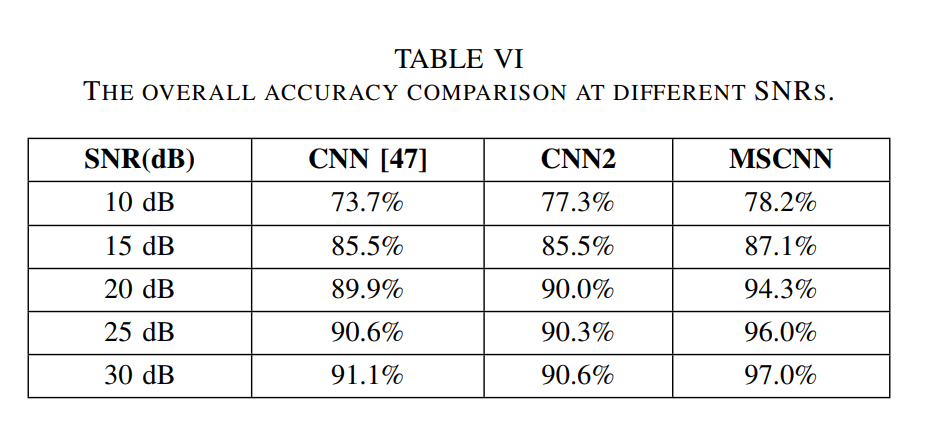 TABLE VI
THE OVERALL ACCURACY COMPARISON AT DIFFERENT SNRS.
SNR(dB) CNN [47] CNN2 MSCNN
10 dB 73.7% 77.3% 78.2%
15 dB 85.5% 85.5% 87.1%
20 dB 89.9% 90.0% 94.3%
25 dB 90.6% 90.3% 96.0%
30 dB 91.1% 90.6% 97.0%